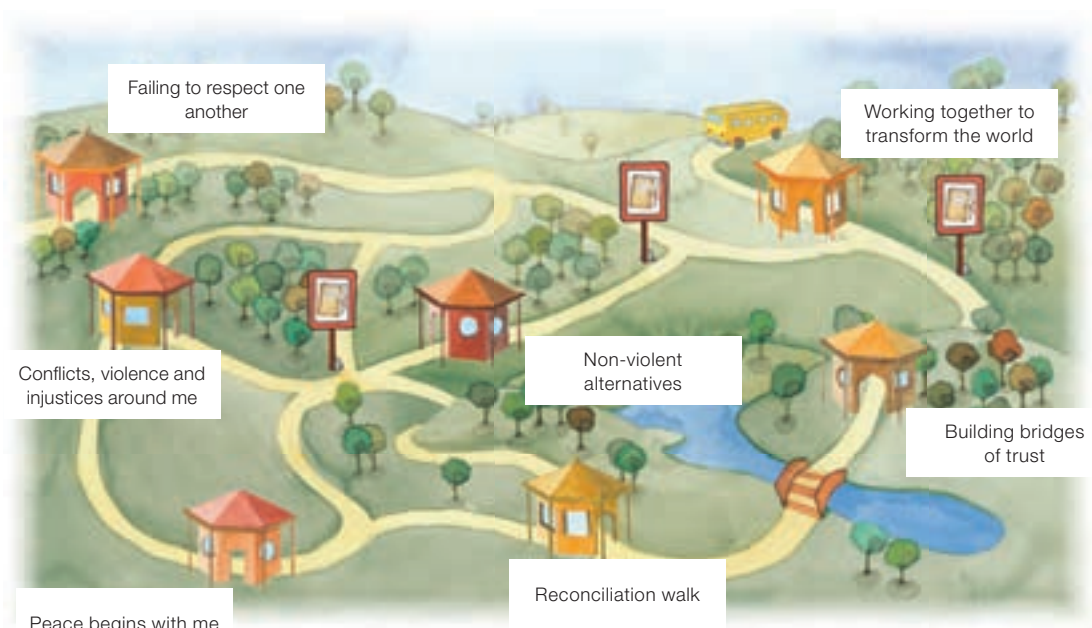 Failing to respect one
another
Working together to
transform the world
Conflicts, violence and
injustices around me
Non-violent
alternatives
Building bridges
of trust
Reconciliation walk
Peace begins with me